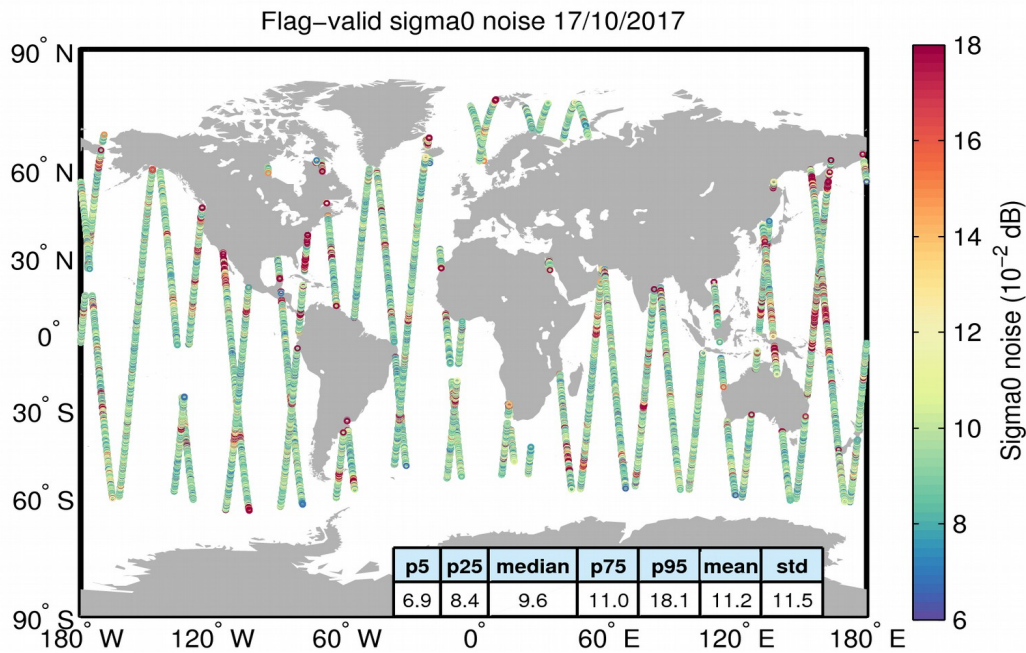 Flag−valid sigma0 noise 17/10/2017
90° N
60° N
30° N
0°
30° S
60° S
90° S
180° W
120° W
60° W
0°
60° E
120° E
180° E
p5 p25 median p75 p95 mean std
6.9 8.4 9.6 11.0 18.1 11.2 11.5
18
16
14
12
10
8
6
Sigma0 noise (10⁻² dB)